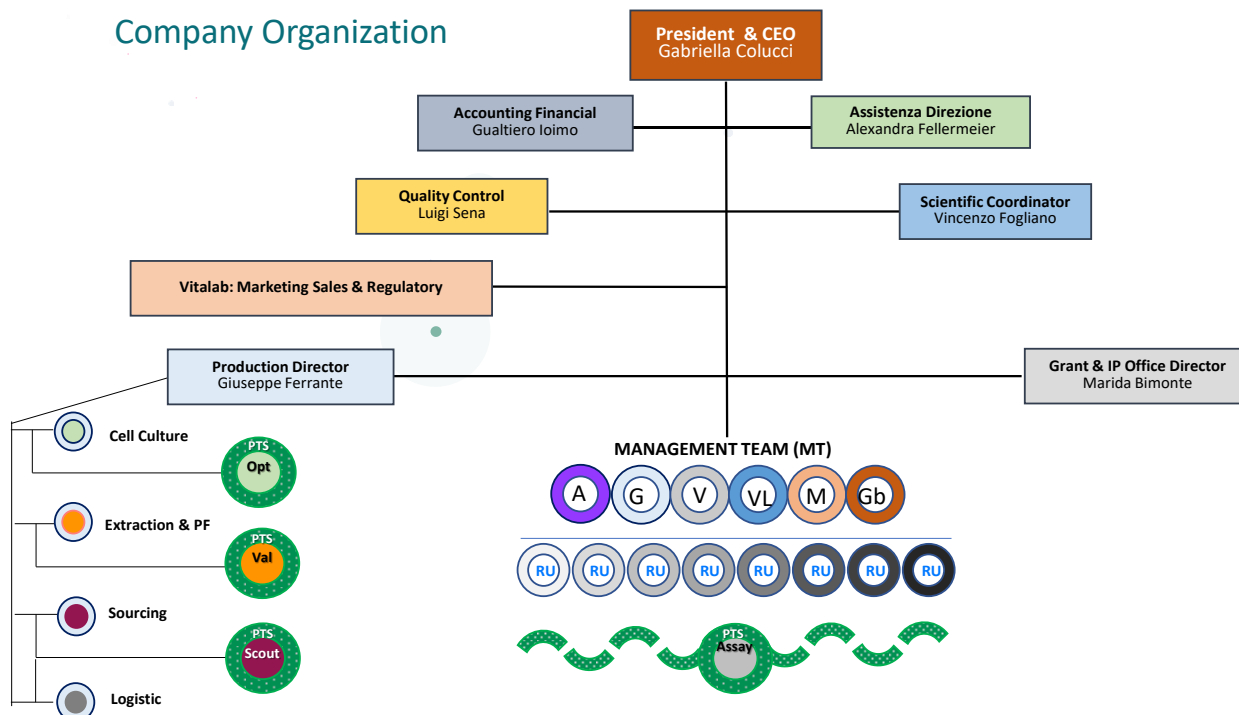 Company Organization
President & CEO
Gabriella Colucci
Accounting Financial
Gualtiero Ioimo
Assistenza Direzione
Alexandra Fellermeier
Quality Control
Luigi Sena
Scientific Coordinator
Vincenzo Fogliano
Vitalab: Marketing Sales & Regulatory
Production Director
Giuseppe Ferrante
Grant & IP Office Director
Marida Bimonte
Cell Culture
PTS
Opt
Extraction & PF
PTS
Val
Sourcing
PTS
Scout
Logistic
MANAGEMENT TEAM (MT)
A G V VL M Gb
RU RU RU RU RU RU RU RU
PTS
Assay